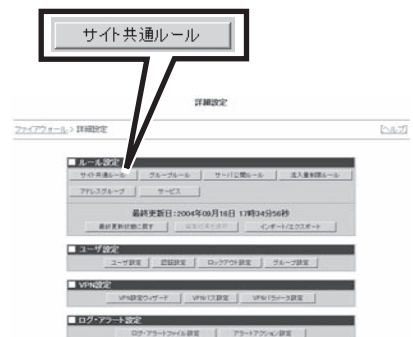 サイト共通ルール
詳細設定
ファイアウォール > 詳細設定
[ヘルプ]
■ ルール設定
サイト共通ルール グループルール サーバ公開ルール 流入量制限ルール
アドレスグループ サービス
最終更新日:2004年09月16日 17時34分56秒
最終更新状態に戻す 編集結果を適用 インポート/エクスポート
■ ユーザ設定
ユーザ設定 認証設定 ロックアウト設定 グループ設定
■ VPN設定
VPN設定ウィザード VPNパス設定 VPNパラメータ設定
■ ログ・アラート設定
ログ・アラートファイル設定 アラートアクション設定